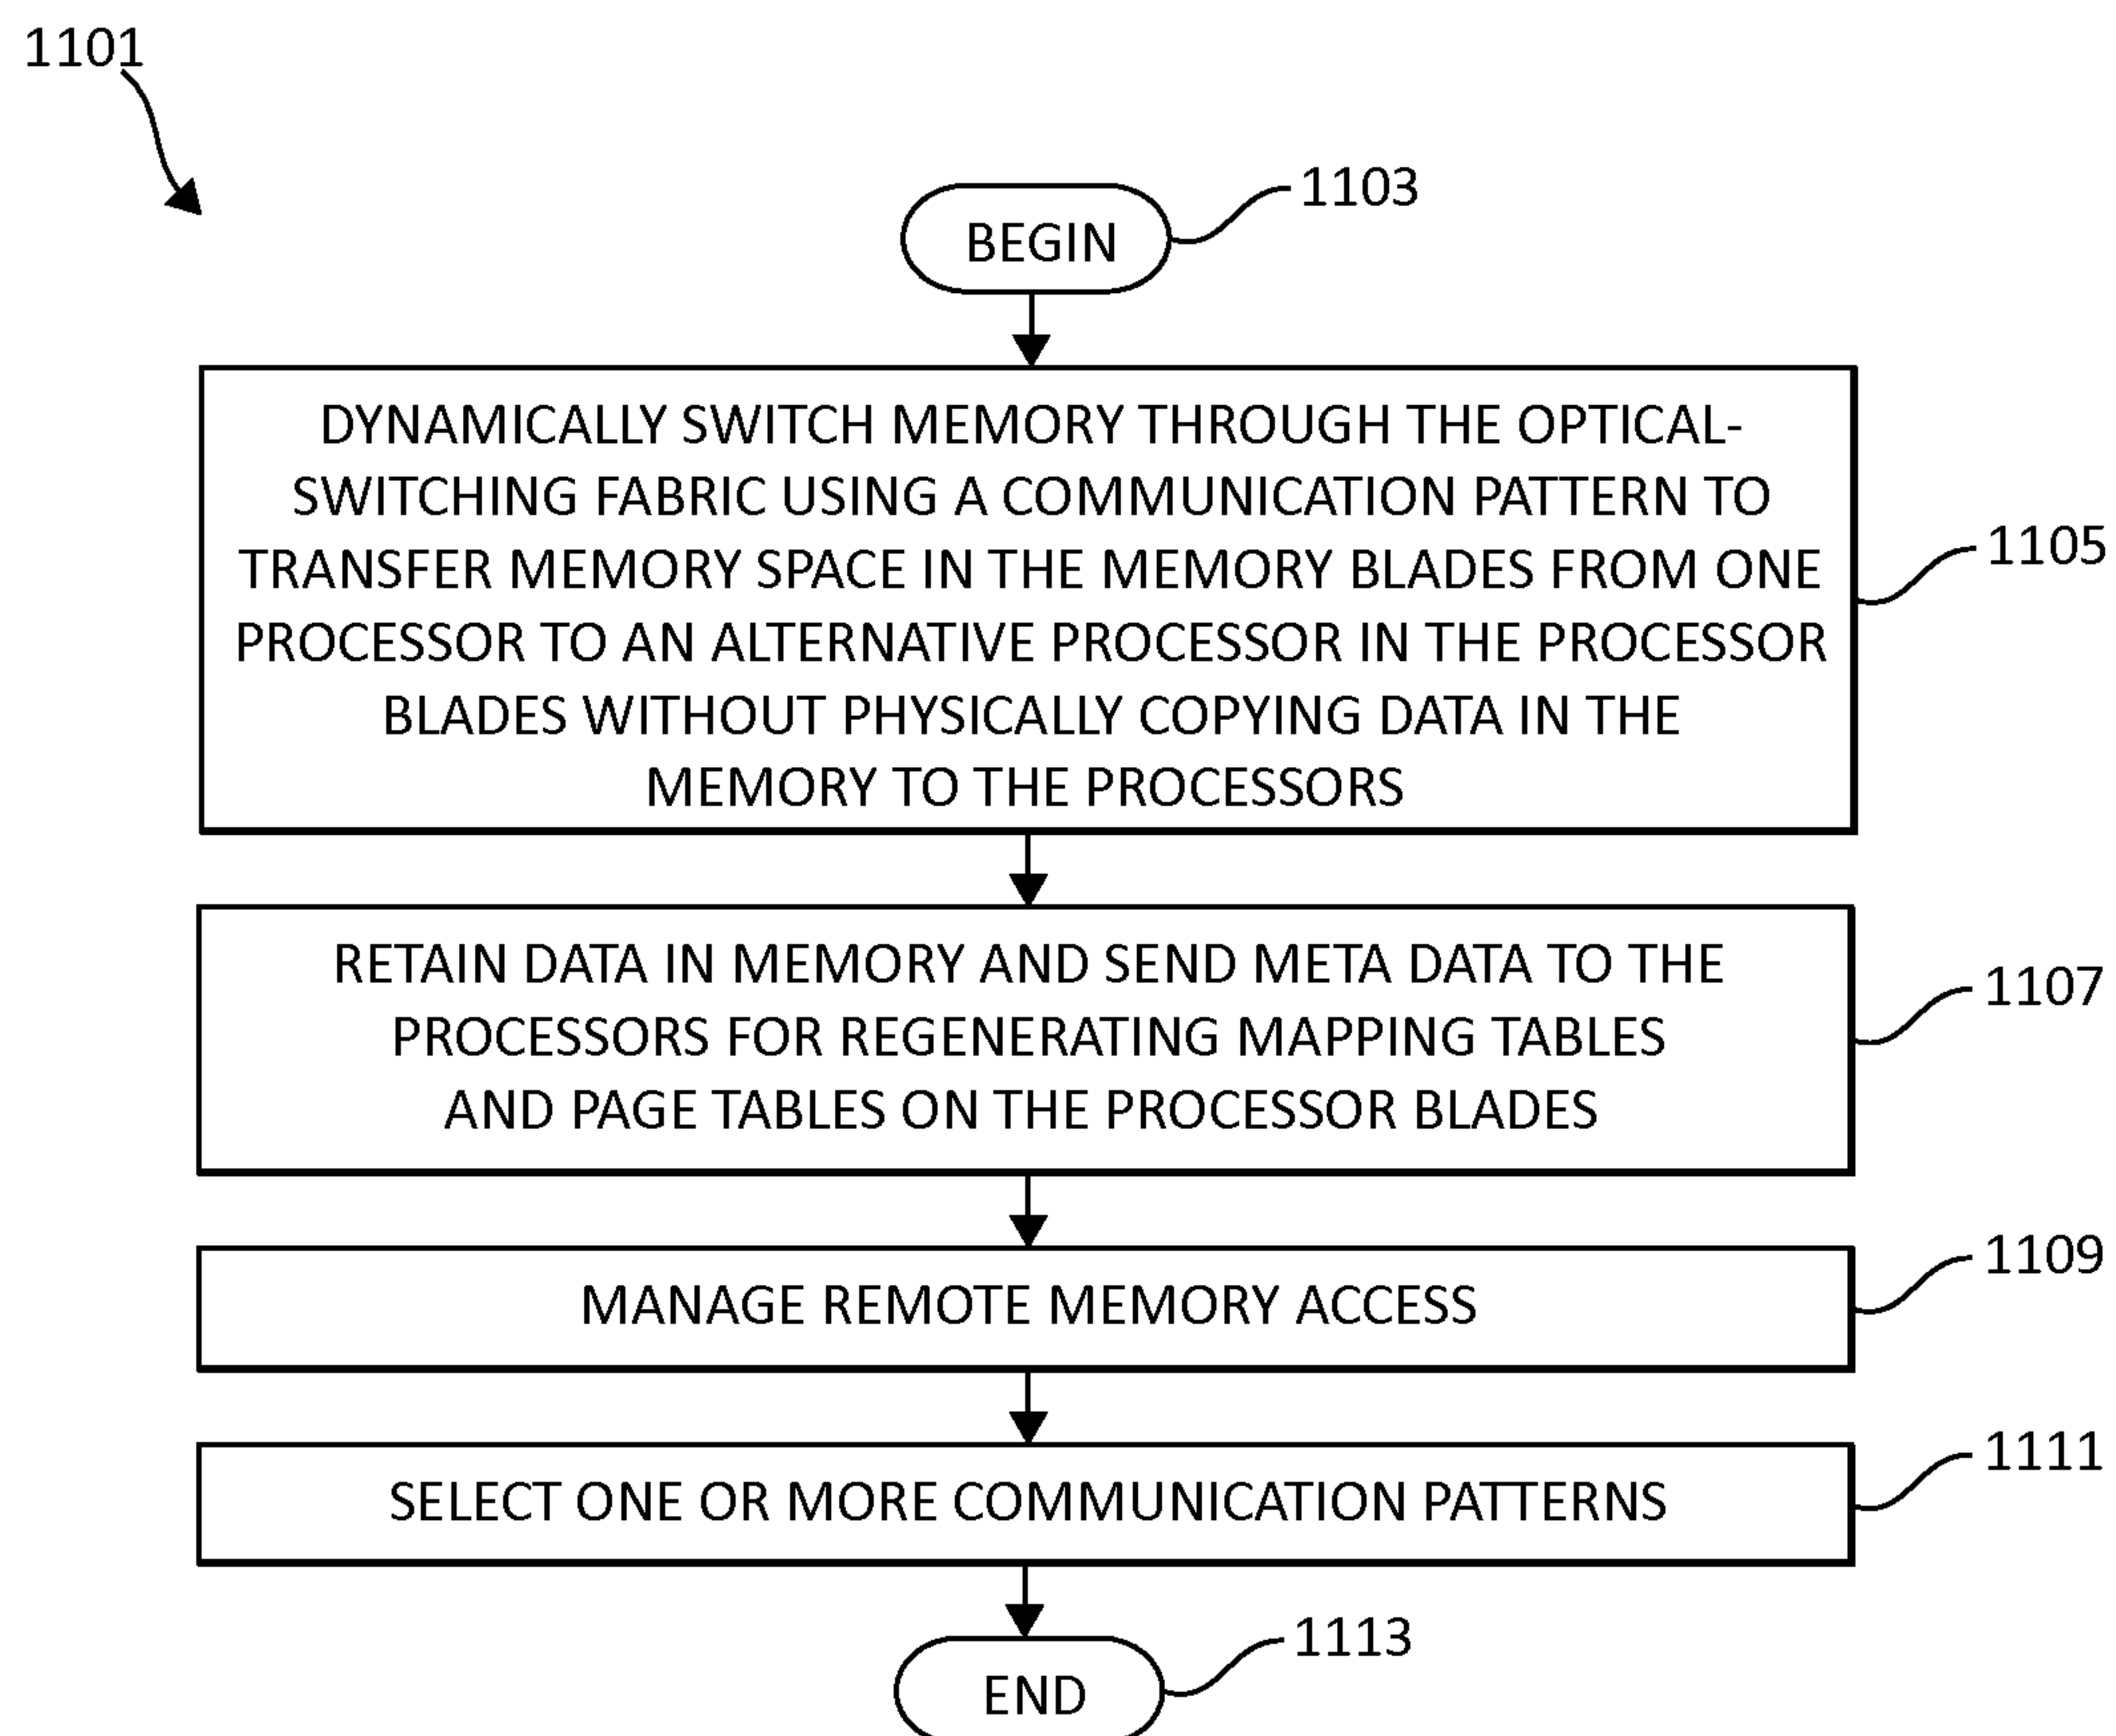 1101
1103
BEGIN
DYNAMICALLY SWITCH MEMORY THROUGH THE OPTICAL-
SWITCHING FABRIC USING A COMMUNICATION PATTERN TO
TRANSFER MEMORY SPACE IN THE MEMORY BLADES FROM ONE
PROCESSOR TO AN ALTERNATIVE PROCESSOR IN THE PROCESSOR
BLADES WITHOUT PHYSICALLY COPYING DATA IN THE
MEMORY TO THE PROCESSORS
1105
RETAIN DATA IN MEMORY AND SEND META DATA TO THE
PROCESSORS FOR REGENERATING MAPPING TABLES
AND PAGE TABLES ON THE PROCESSOR BLADES
1107
MANAGE REMOTE MEMORY ACCESS
1109
SELECT ONE OR MORE COMMUNICATION PATTERNS
1111
END
1113